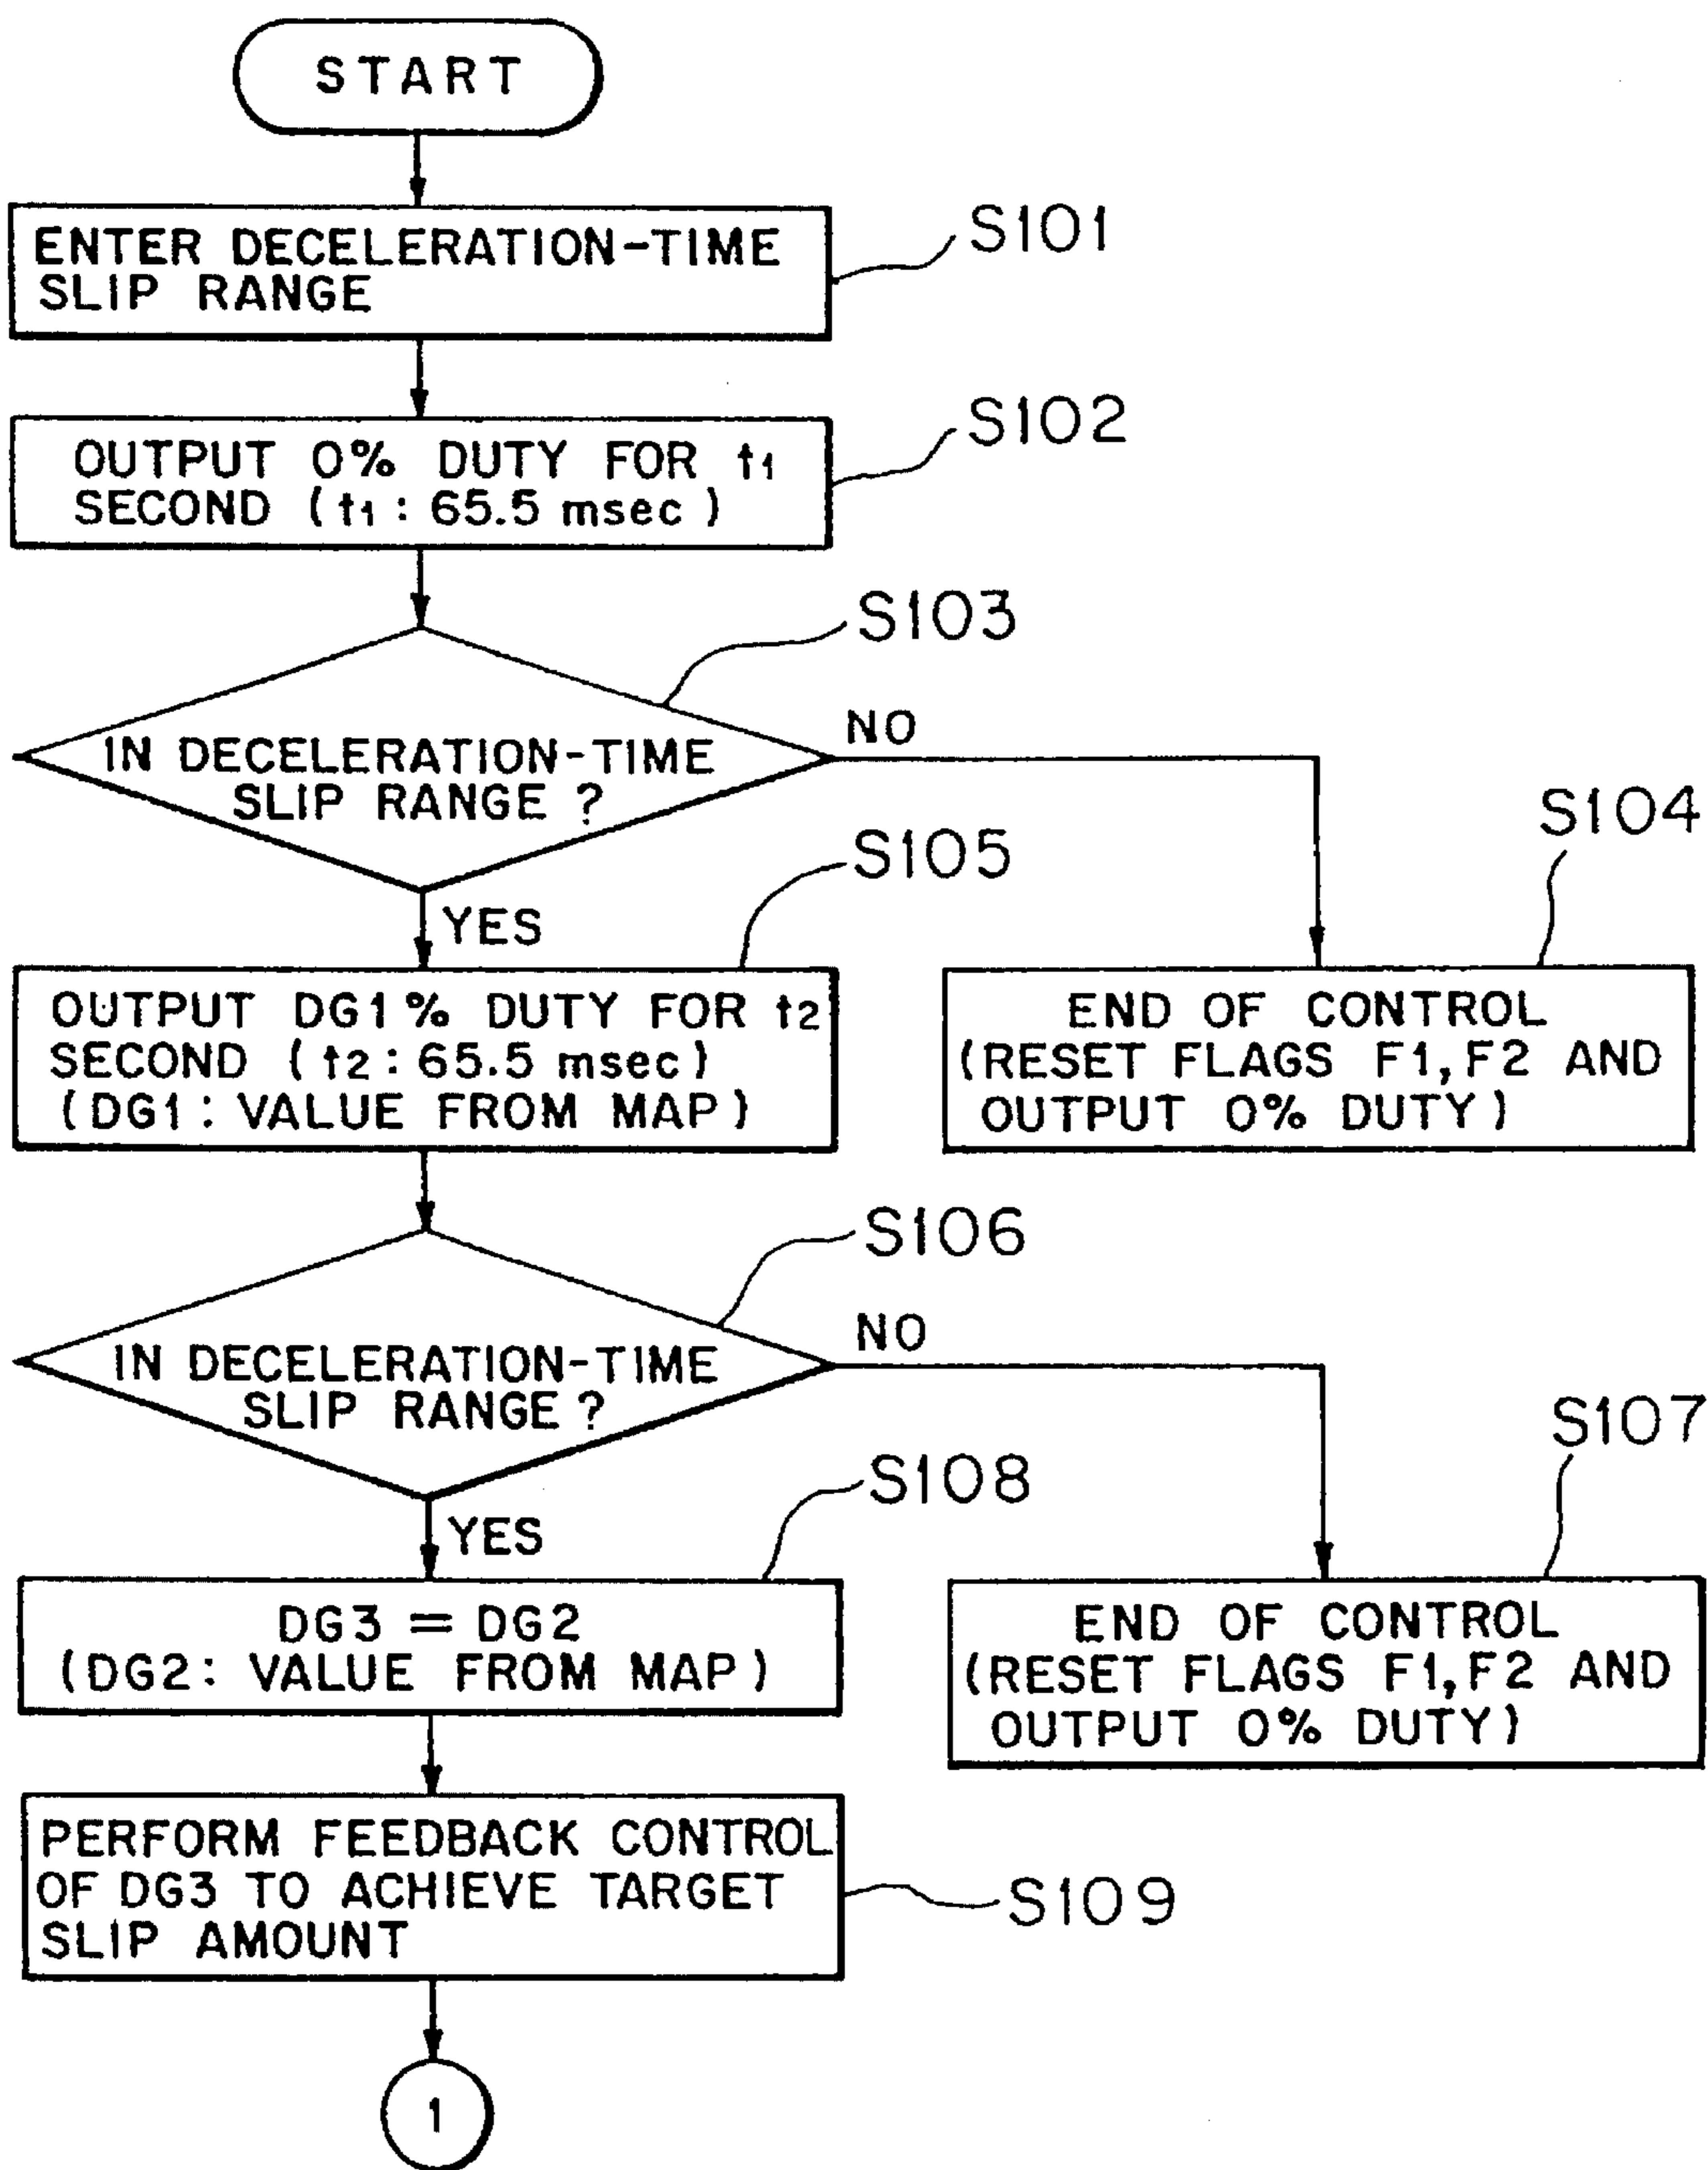 START
ENTER DECELERATION-TIME
SLIP RANGE
S101
OUTPUT 0% DUTY FOR t1
SECOND (t1: 65.5 msec)
S102
S103
IN DECELERATION-TIME
SLIP RANGE?
NO
S104
END OF CONTROL
(RESET FLAGS F1, F2 AND
OUTPUT 0% DUTY)
YES
S105
OUTPUT DG1% DUTY FOR t2
SECOND (t2: 65.5 msec)
(DG1: VALUE FROM MAP)
S106
IN DECELERATION-TIME
SLIP RANGE?
NO
S107
END OF CONTROL
(RESET FLAGS F1, F2 AND
OUTPUT 0% DUTY)
YES
S108
DG3 = DG2
(DG2: VALUE FROM MAP)
PERFORM FEEDBACK CONTROL
OF DG3 TO ACHIEVE TARGET
SLIP AMOUNT
S109
1